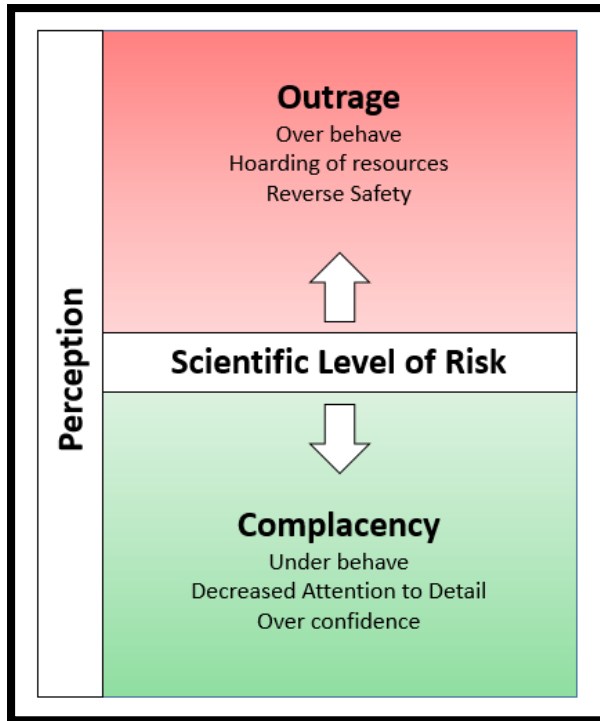 Perception
Outrage
Over behave
Hoarding of resources
Reverse Safety
Scientific Level of Risk
Complacency
Under behave
Decreased Attention to Detail
Over confidence